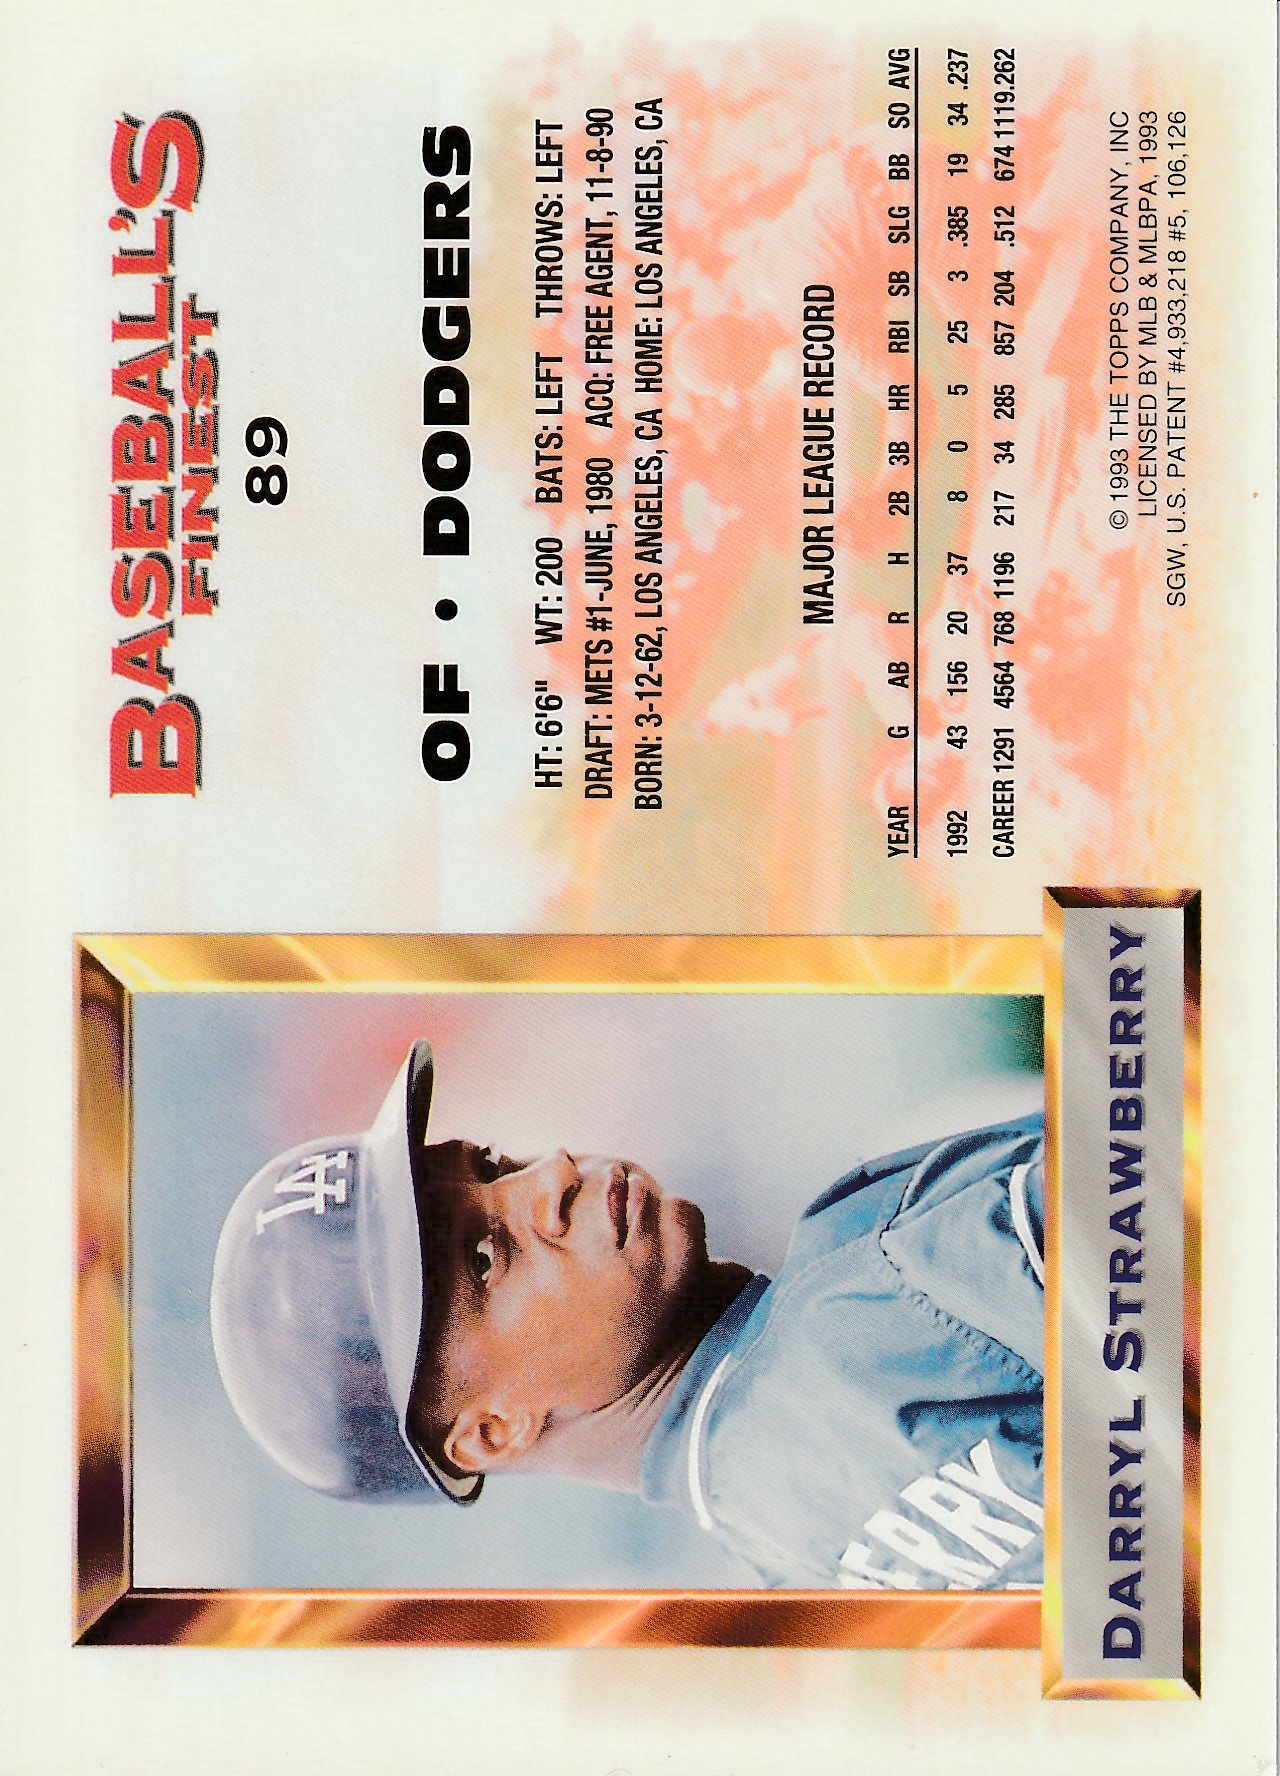 BASEBALL'S
FINEST
89
OF • DODGERS
HT: 6'6" WT: 200 BATS: LEFT THROWS: LEFT
DRAFT: METS #1-JUNE, 1980 ACQ: FREE AGENT, 11-8-90
BORN: 3-12-62, LOS ANGELES, CA HOME: LOS ANGELES, CA
MAJOR LEAGUE RECORD
YEAR G AB R H 2B 3B HR RBI SB SLG BB SO AVG
1992 43 156 20 37 8 0 5 25 3 .385 19 34 .237
CAREER 1291 4564 768 1196 217 34 285 857 204 .512 674 1119 .262
© 1993 THE TOPPS COMPANY, INC
LICENSED BY MLB & MLBPA, 1993
SGW, U.S. PATENT #4,933,218 #5, 106,126
LA
ERRY
DARRYL STRAWBERRY